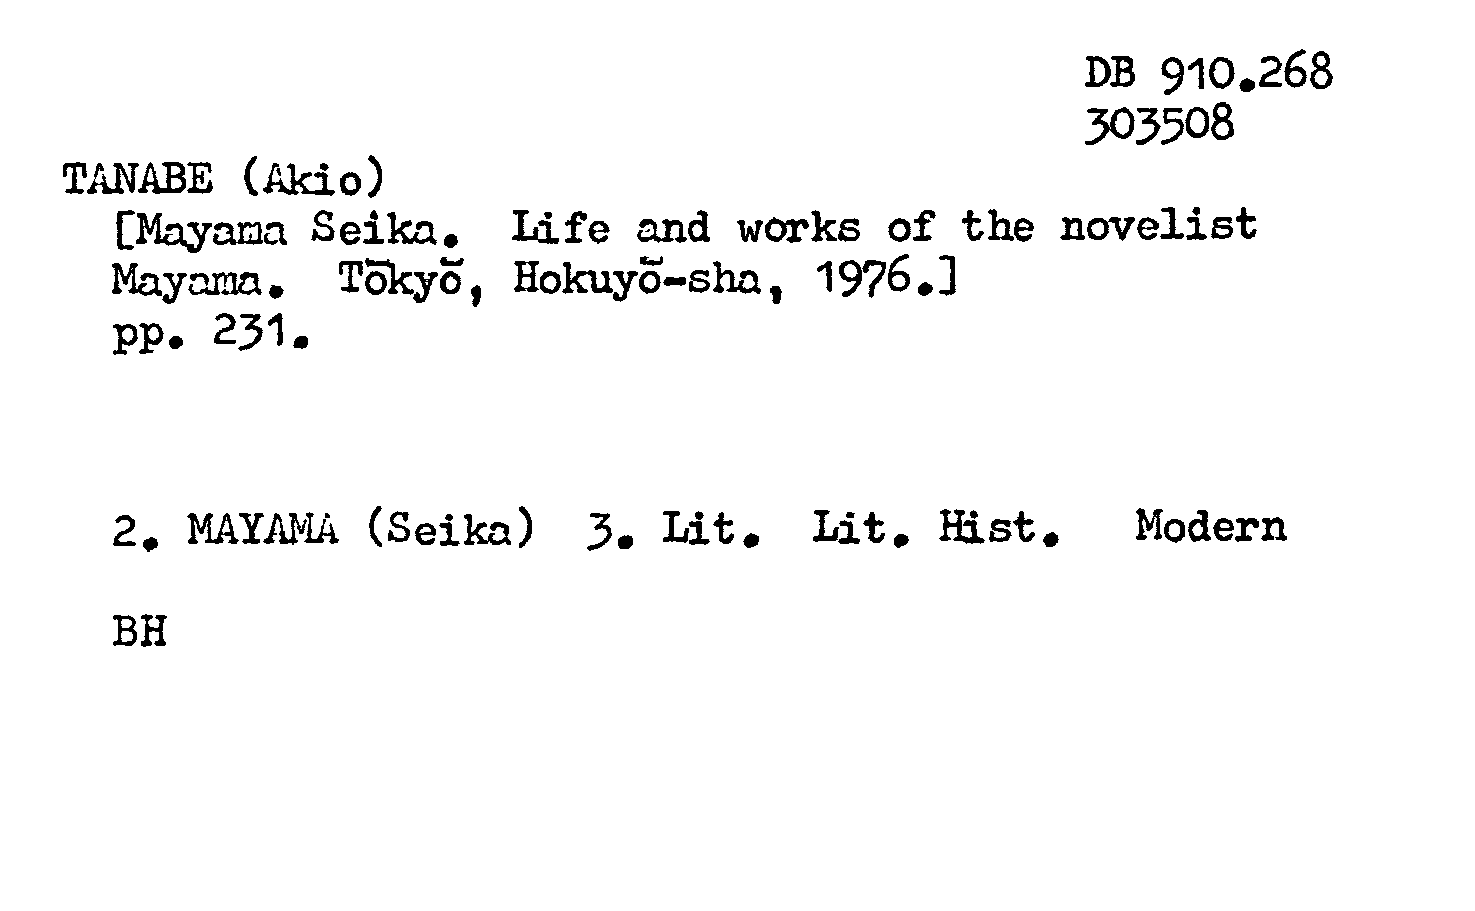 DB 910.268
303508
TANABE (Akio)
[Mayama Seika. Life and works of the novelist
Mayama. Tōkyō, Hokuyō-sha, 1976.]
pp. 231.
2. MAYAMA (Seika) 3. Lit. Lit. Hist. Modern
BH